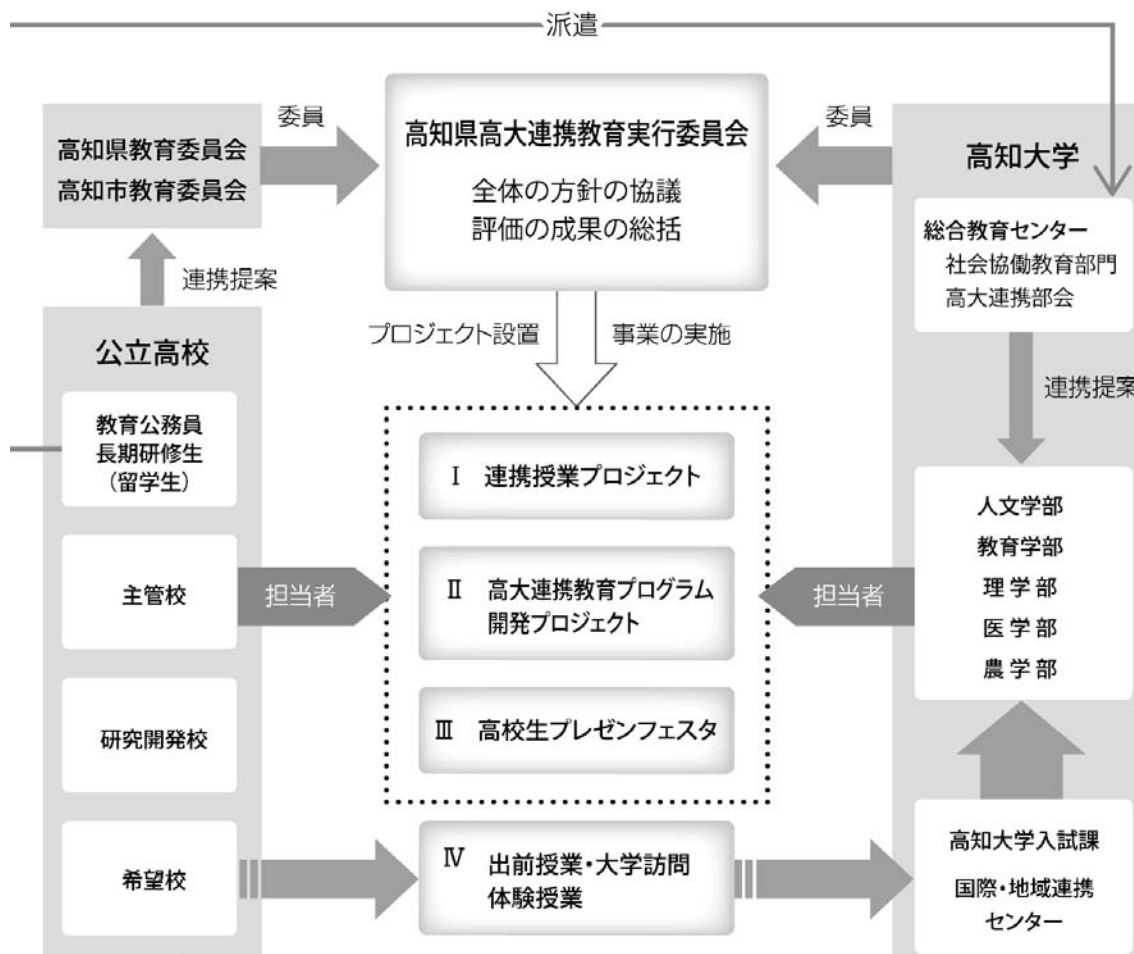 派遣
高知県教育委員会
高知市教育委員会
委員
高知県高大連携教育実行委員会
全体の方針の協議
評価の成果の総括
委員
高知大学
総合教育センター
社会協働教育部門
高大連携部会
連携提案
連携提案
プロジェクト設置
事業の実施
公立高校
教育公務員
長期研修生
(留学生)
主管校
研究開発校
希望校
担当者
Ⅰ 連携授業プロジェクト
Ⅱ 高大連携教育プログラム
開発プロジェクト
Ⅲ 高校生プレゼンフェスタ
Ⅳ 出前授業・大学訪問
体験授業
担当者
人文学部
教育学部
理学部
医学部
農学部
高知大学入試課
国際・地域連携
センター